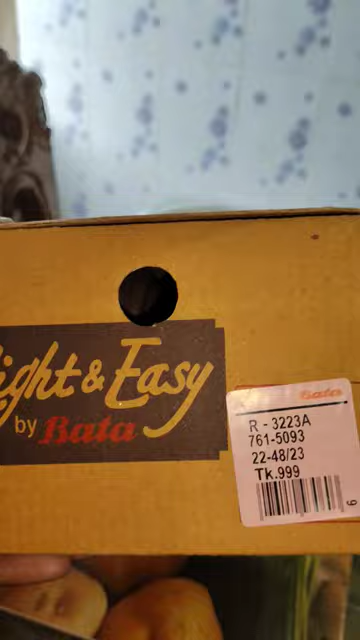 ight & Easy
by Bata
Bata
R - 3223A
761-5093
22-48/23
Tk.999
6